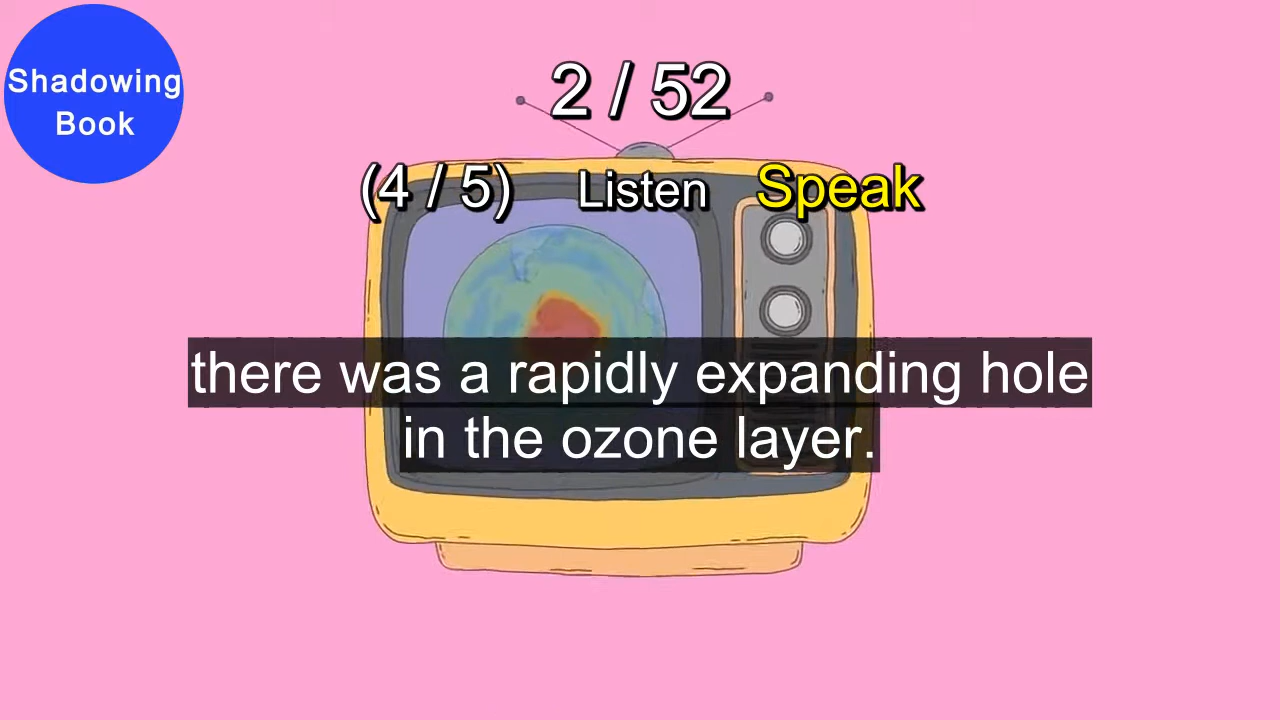 Shadowing
Book
2 / 52
(4 / 5) Listen Speak
there was a rapidly expanding hole
in the ozone layer.